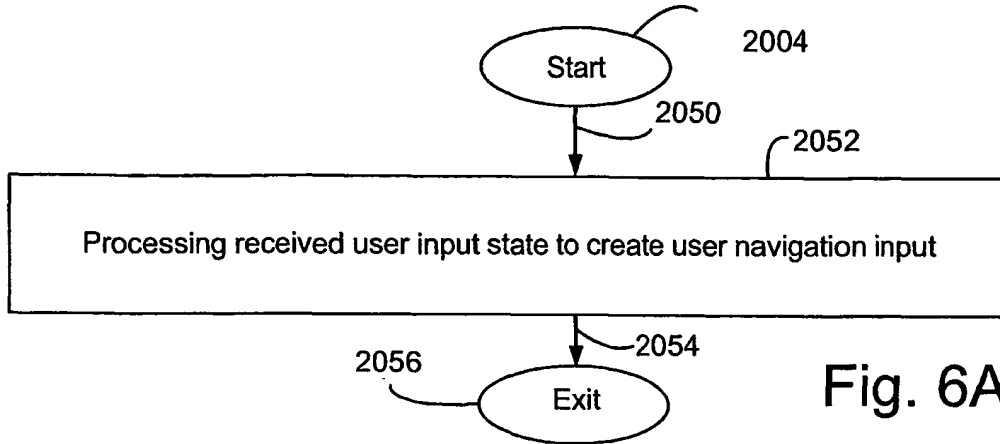 2004
Start
2050
2052
Processing received user input state to create user navigation input
2054
2056
Exit
Fig. 6A